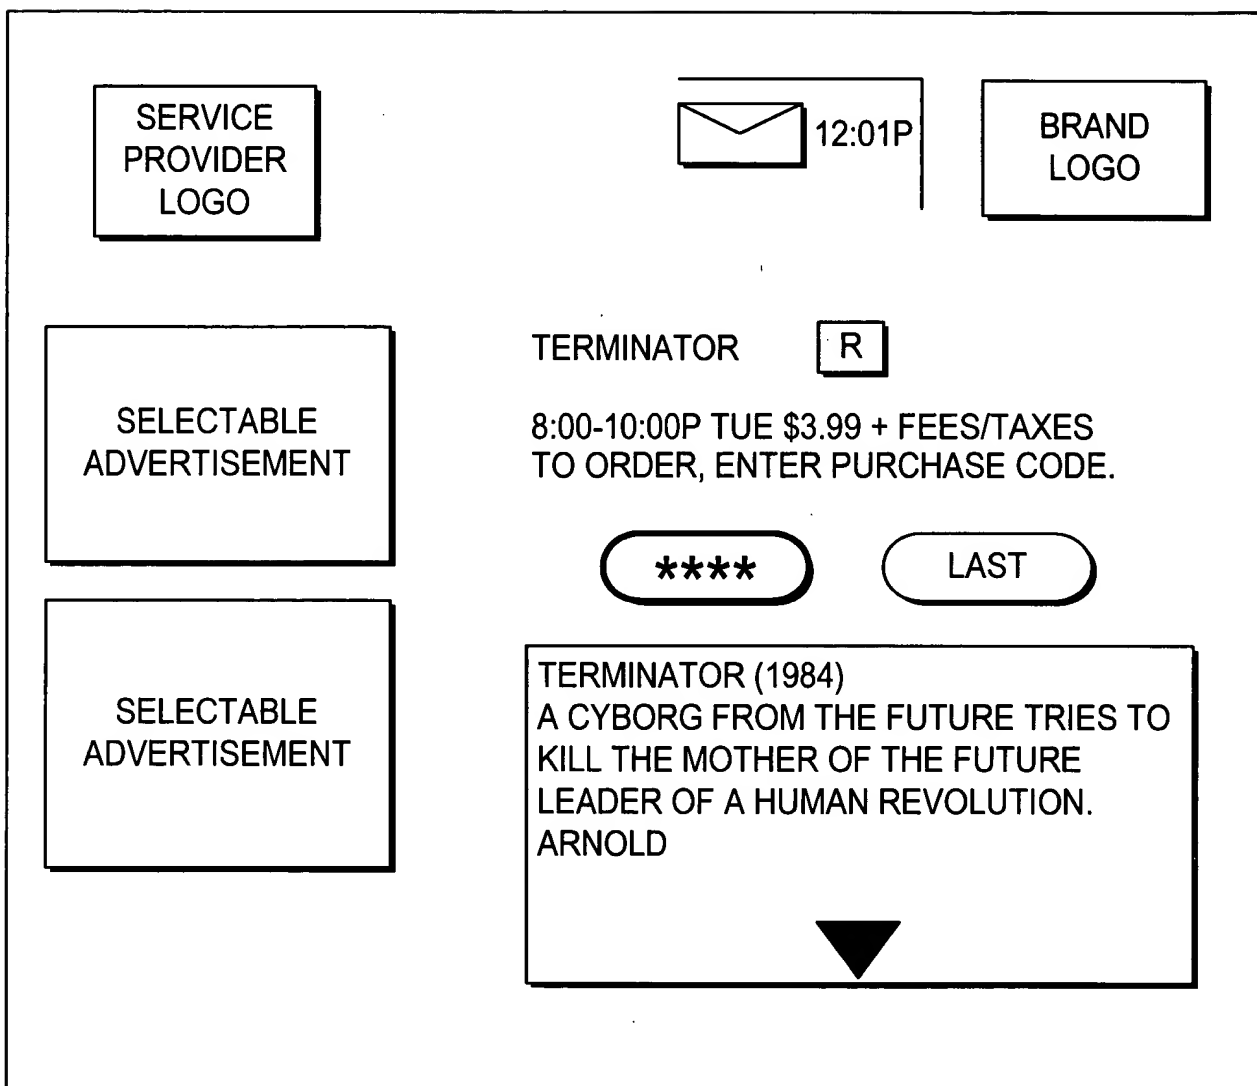 SERVICE
PROVIDER
LOGO
12:01P
BRAND
LOGO
SELECTABLE
ADVERTISEMENT
TERMINATOR R
8:00-10:00P TUE $3.99 + FEES/TAXES
TO ORDER, ENTER PURCHASE CODE.
**** LAST
SELECTABLE
ADVERTISEMENT
TERMINATOR (1984)
A CYBORG FROM THE FUTURE TRIES TO
KILL THE MOTHER OF THE FUTURE
LEADER OF A HUMAN REVOLUTION.
ARNOLD